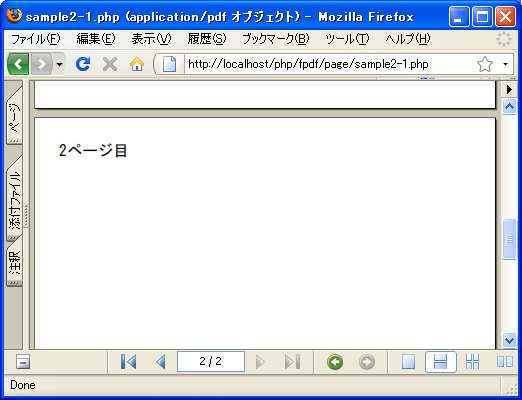 sample2-1.php (application/pdf オブジェクト) - Mozilla Firefox
ファイル(F) 編集(E) 表示(V) 履歴(S) ブックマーク(B) ツール(T) ヘルプ(H)
http://localhost/php/fpdf/page/sample2-1.php
ページ
添付ファイル
注釈
2ページ目
2 / 2
Done